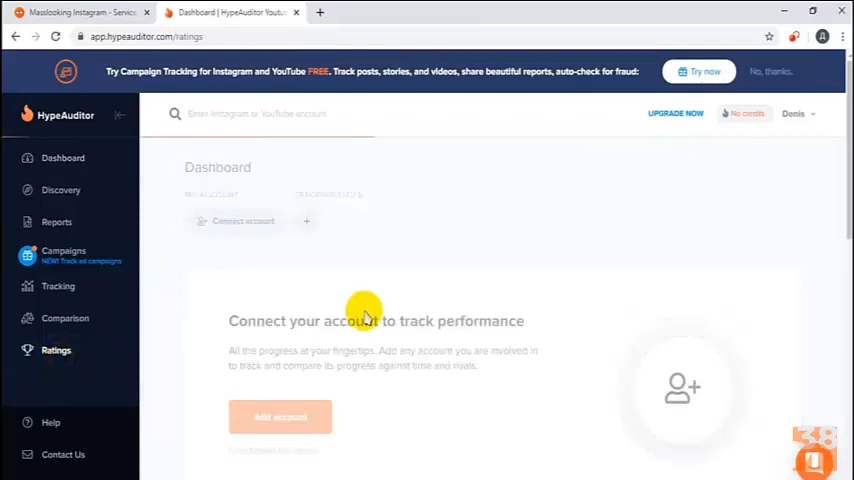 Masslooking Instagram - Service
Dashboard | HypeAuditor Youtu
app.hypeauditor.com/ratings
Д
Try Campaign Tracking for Instagram and YouTube FREE. Track posts, stories, and videos, share beautiful reports, auto-check for fraud:
Try now
No, thanks.
HypeAuditor
Enter Instagram or YouTube account
UPGRADE NOW
No credits
Denis
Dashboard
Discovery
Reports
Campaigns
NEW! Track ad campaigns
Tracking
Comparison
Ratings
Help
Contact Us
Dashboard
MY ACCOUNT
Connect account
+
Connect your account to track performance
All the progress at your fingertips. Add any account you are involved in
to track and compare its progress against time and rivals.
Add account
38